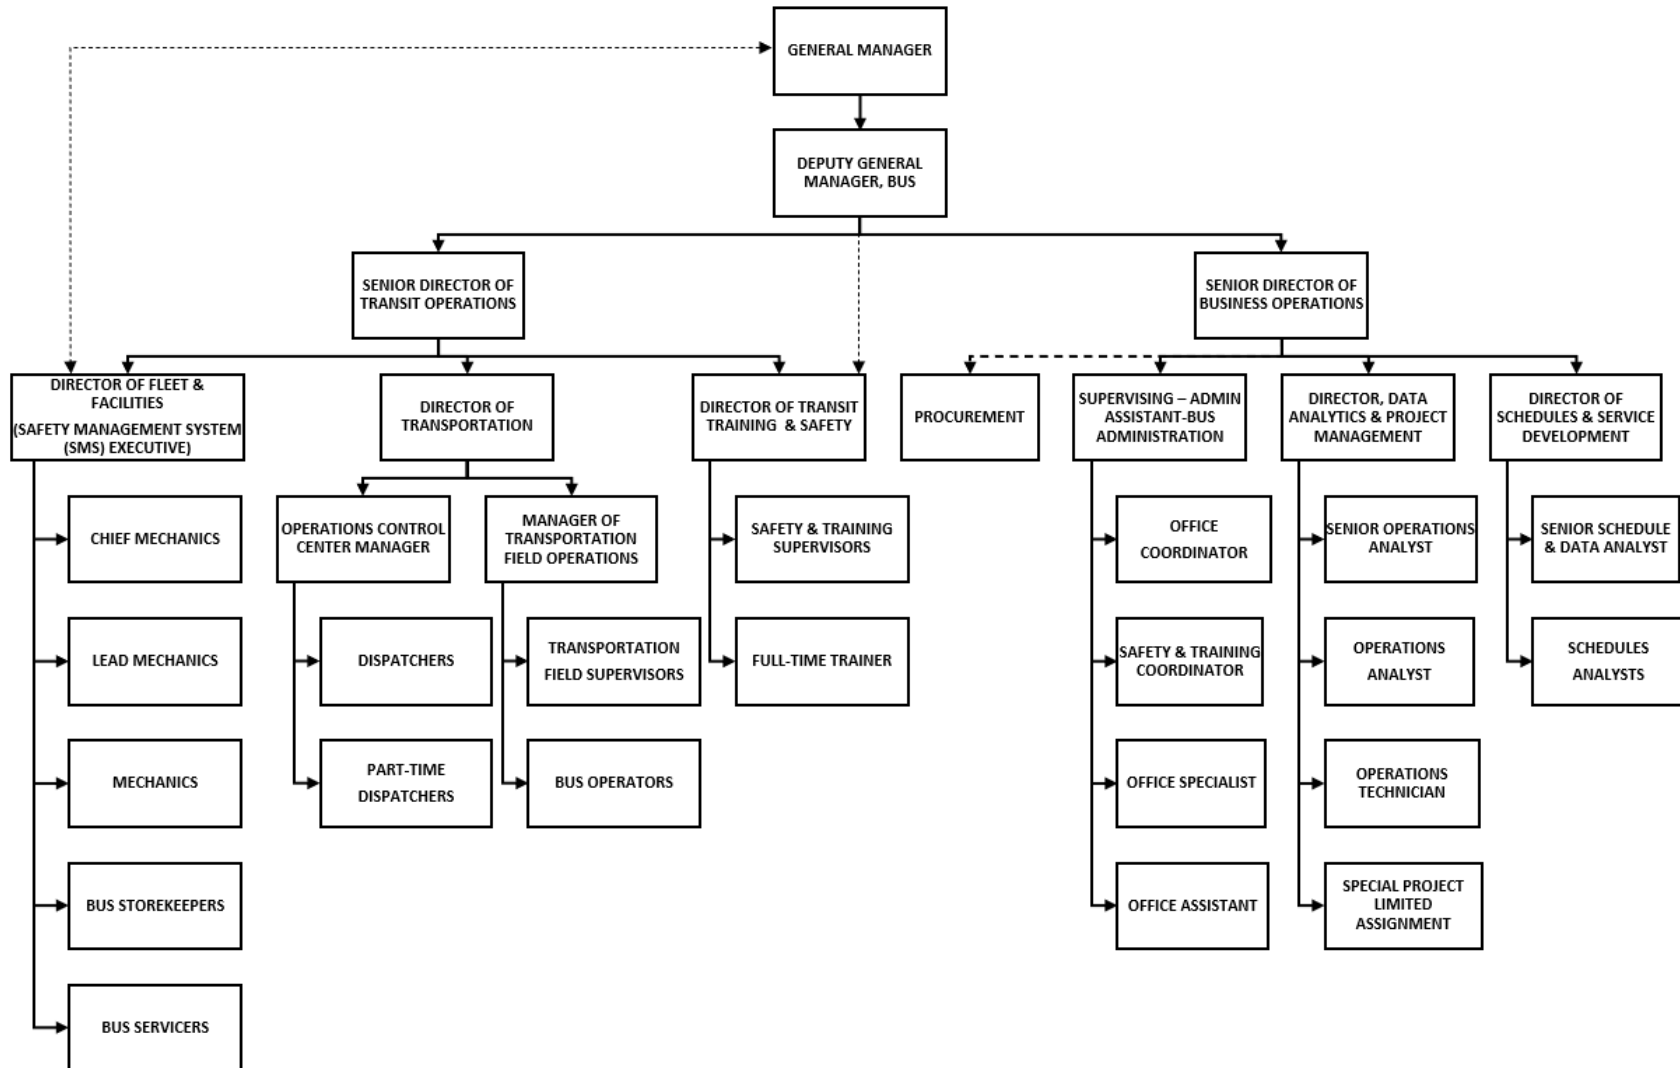 GENERAL MANAGER
DEPUTY GENERAL
MANAGER, BUS
SENIOR DIRECTOR OF
TRANSIT OPERATIONS
SENIOR DIRECTOR OF
BUSINESS OPERATIONS
DIRECTOR OF FLEET &
FACILITIES
(SAFETY MANAGEMENT SYSTEM
(SMS) EXECUTIVE)
DIRECTOR OF
TRANSPORTATION
DIRECTOR OF TRANSIT
TRAINING & SAFETY
PROCUREMENT
SUPERVISING – ADMIN
ASSISTANT-BUS
ADMINISTRATION
DIRECTOR, DATA
ANALYTICS & PROJECT
MANAGEMENT
DIRECTOR OF
SCHEDULES & SERVICE
DEVELOPMENT
CHIEF MECHANICS
OPERATIONS CONTROL
CENTER MANAGER
MANAGER OF
TRANSPORTATION
FIELD OPERATIONS
SAFETY & TRAINING
SUPERVISORS
OFFICE
COORDINATOR
SENIOR OPERATIONS
ANALYST
SENIOR SCHEDULE
& DATA ANALYST
LEAD MECHANICS
DISPATCHERS
TRANSPORTATION
FIELD SUPERVISORS
FULL-TIME TRAINER
SAFETY & TRAINING
COORDINATOR
OPERATIONS
ANALYST
SCHEDULES
ANALYSTS
MECHANICS
PART-TIME
DISPATCHERS
BUS OPERATORS
OFFICE SPECIALIST
OPERATIONS
TECHNICIAN
BUS STOREKEEPERS
OFFICE ASSISTANT
SPECIAL PROJECT
LIMITED
ASSIGNMENT
BUS SERVICERS